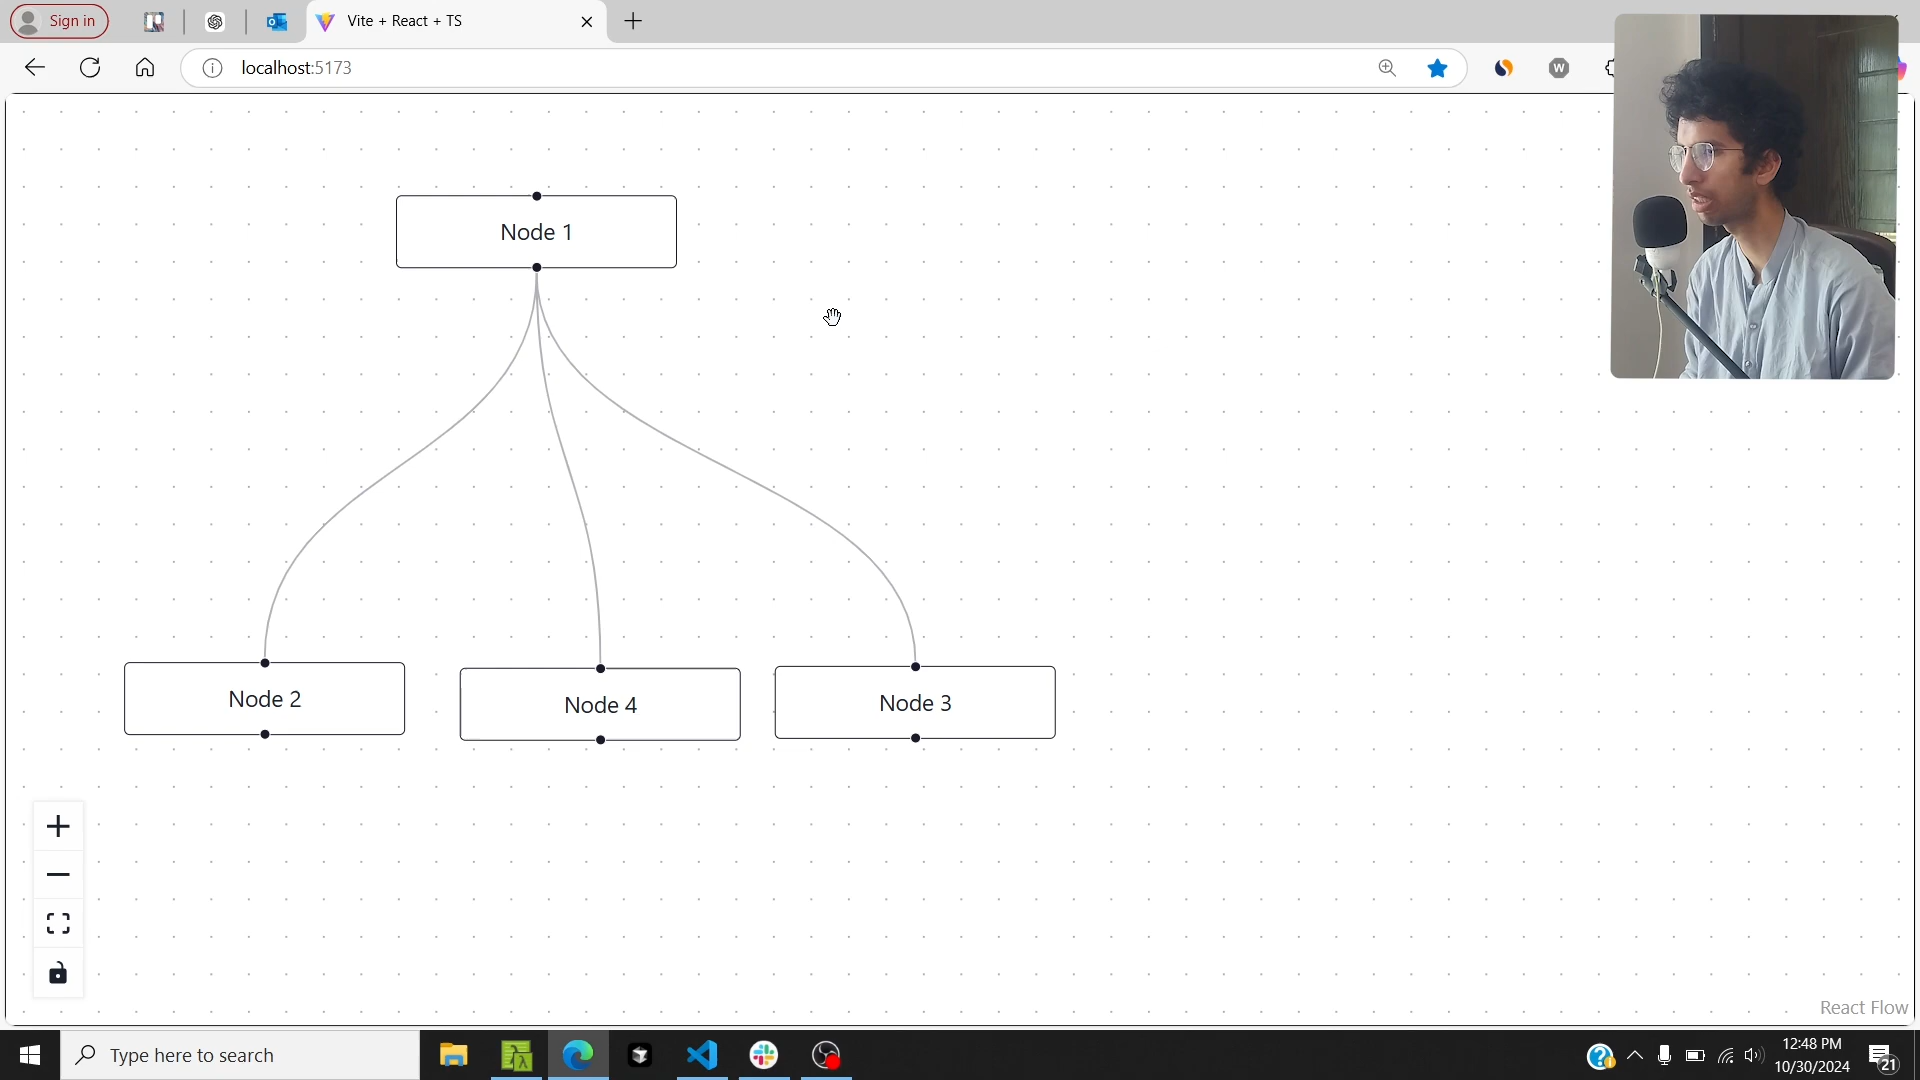 Sign in
Vite + React + TS
localhost:5173
W
Node 1
Node 2
Node 4
Node 3
React Flow
Type here to search
12:48 PM
10/30/2024
21